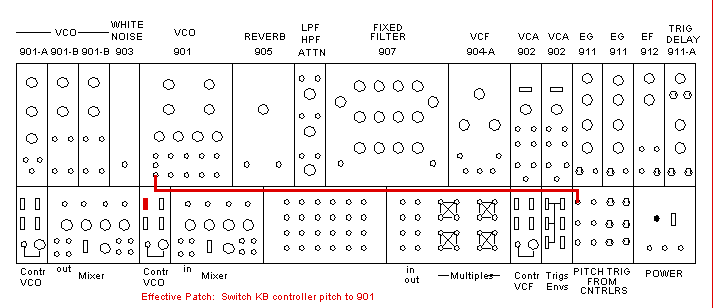 VCO
WHITE NOISE
VCO
REVERB
LPF HPF ATTN
FIXED FILTER
VCF
VCA
VCA
EG
EG
EF
TRIG DELAY
901-A
901-B
901-B
903
901
905
907
904-A
902
902
911
911
912
911-A
Contr VCO
out
Mixer
Contr VCO
in
Mixer
in out
Multiples
Contr VCF
Trigs Envs
PITCH TRIG FROM CNTRLRS
POWER
Effective Patch: Switch KB controller pitch to 901